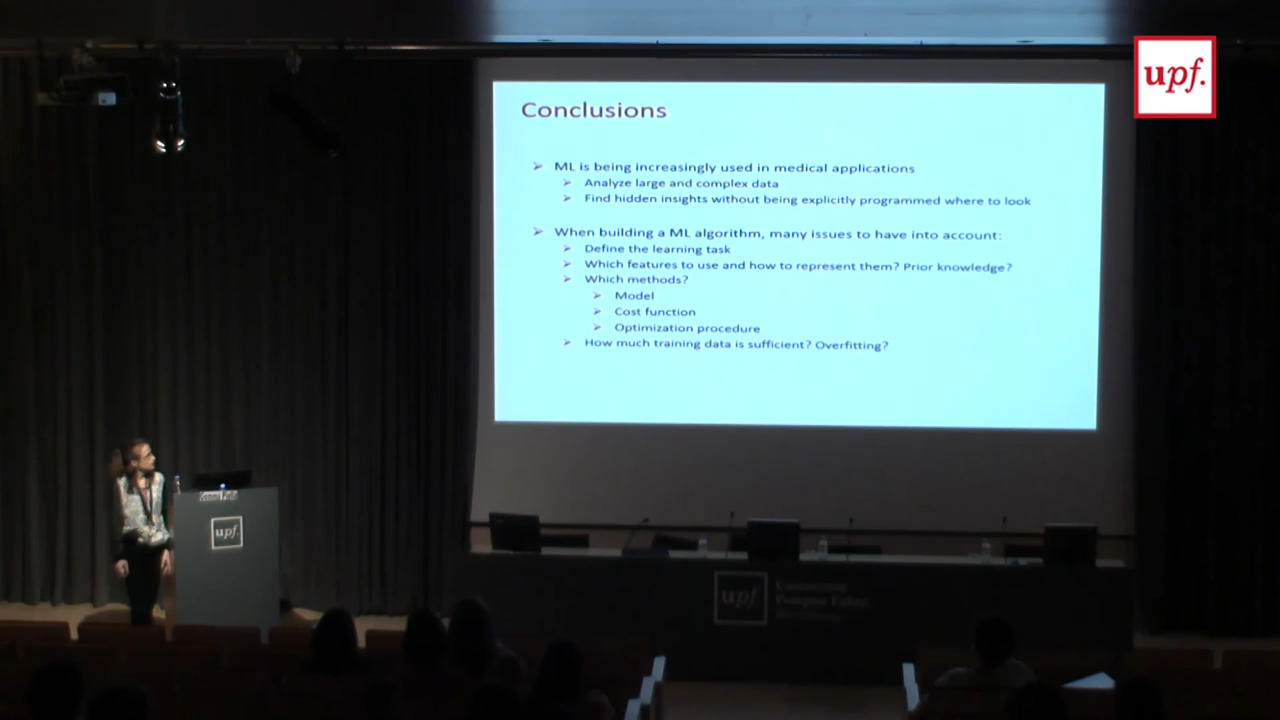 upf.
Conclusions
➢ ML is being increasingly used in medical applications
➢ Analyze large and complex data
➢ Find hidden insights without being explicitly programmed where to look
➢ When building a ML algorithm, many issues to have into account:
➢ Define the learning task
➢ Which features to use and how to represent them? Prior knowledge?
➢ Which methods?
➢ Model
➢ Cost function
➢ Optimization procedure
➢ How much training data is sufficient? Overfitting?
upf.
upf
Pompeu Fabra